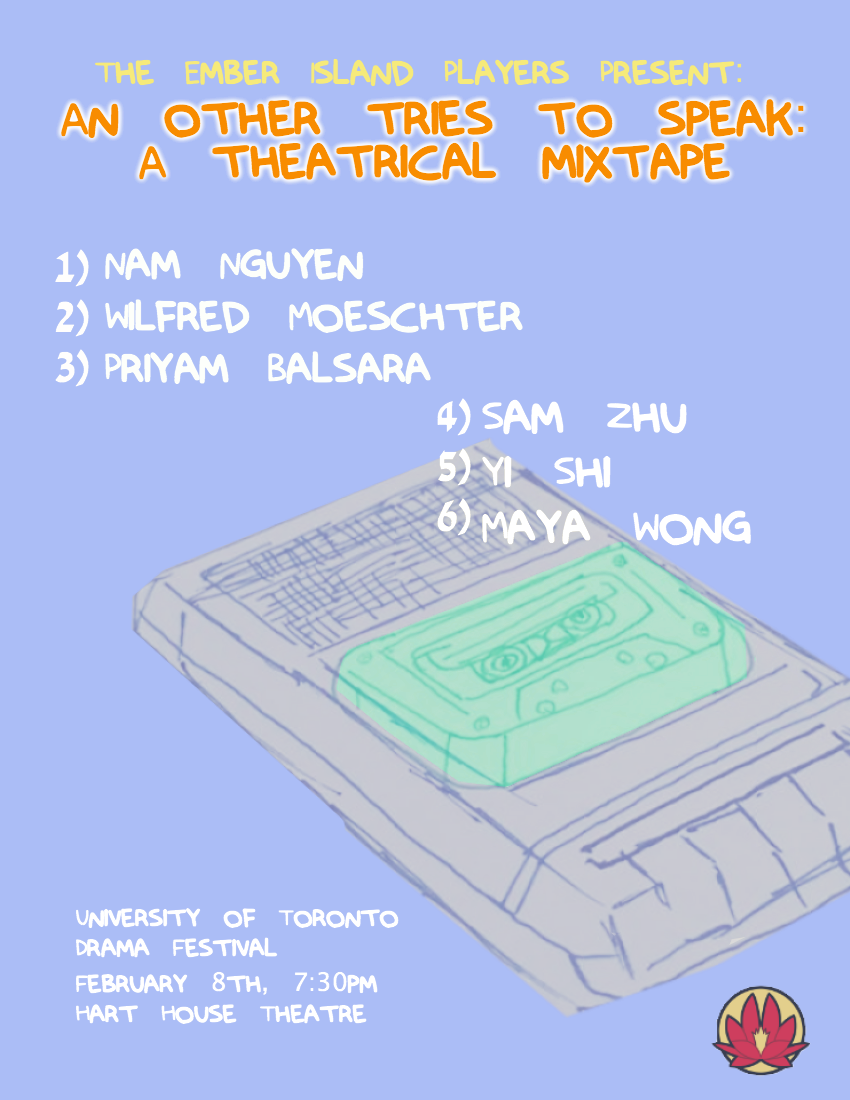 The Ember Island Players Present:
An Other Tries To Speak:
A Theatrical Mixtape
1) Nam Nguyen
2) Wilfred Moeschter
3) Priyam Balsara
4) Sam Zhu
5) Yi Shi
6) Maya Wong
University of Toronto
Drama Festival
February 8th, 7:30pm
Hart House Theatre